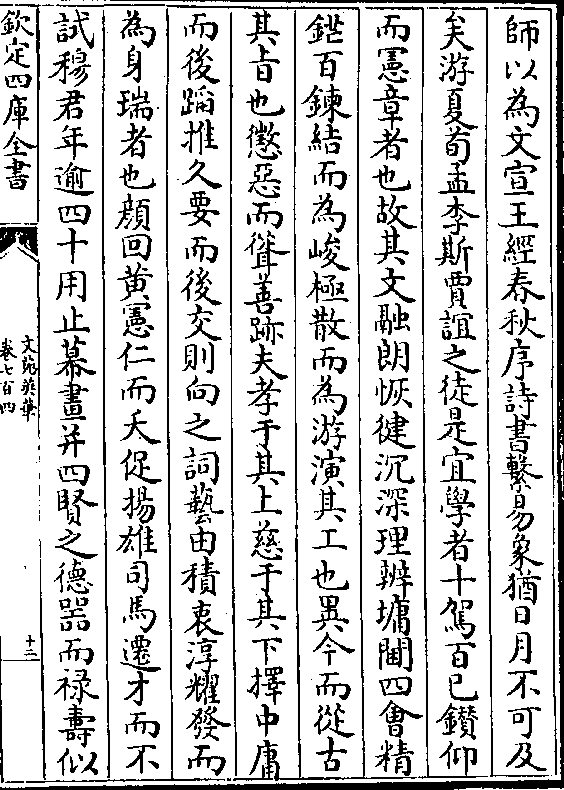 師以為文宣王經春秋序詩書繫易象猶日月不可及
矣游夏荀孟李斯賈誼之徒是宜學者十駕百已鑚仰
而憲章者也故其文融朗恢健沉深理辨墉閫四㑹精
鏗百鍊結而為峻極散而為游演其工也異今而從古
其㫖也懲惡而聳善跡夫孝于其上慈于其下擇中庸
而後蹈推久要而後交則向之詞藝由積衷淳耀發而
為身瑞者也顔回黄憲仁而夭促揚雄司馬遷才而不
試穆君年逾四十用止幕畫并四賢之德器而禄壽似
欽定四庫全書
文苑英華
卷七百四
十三